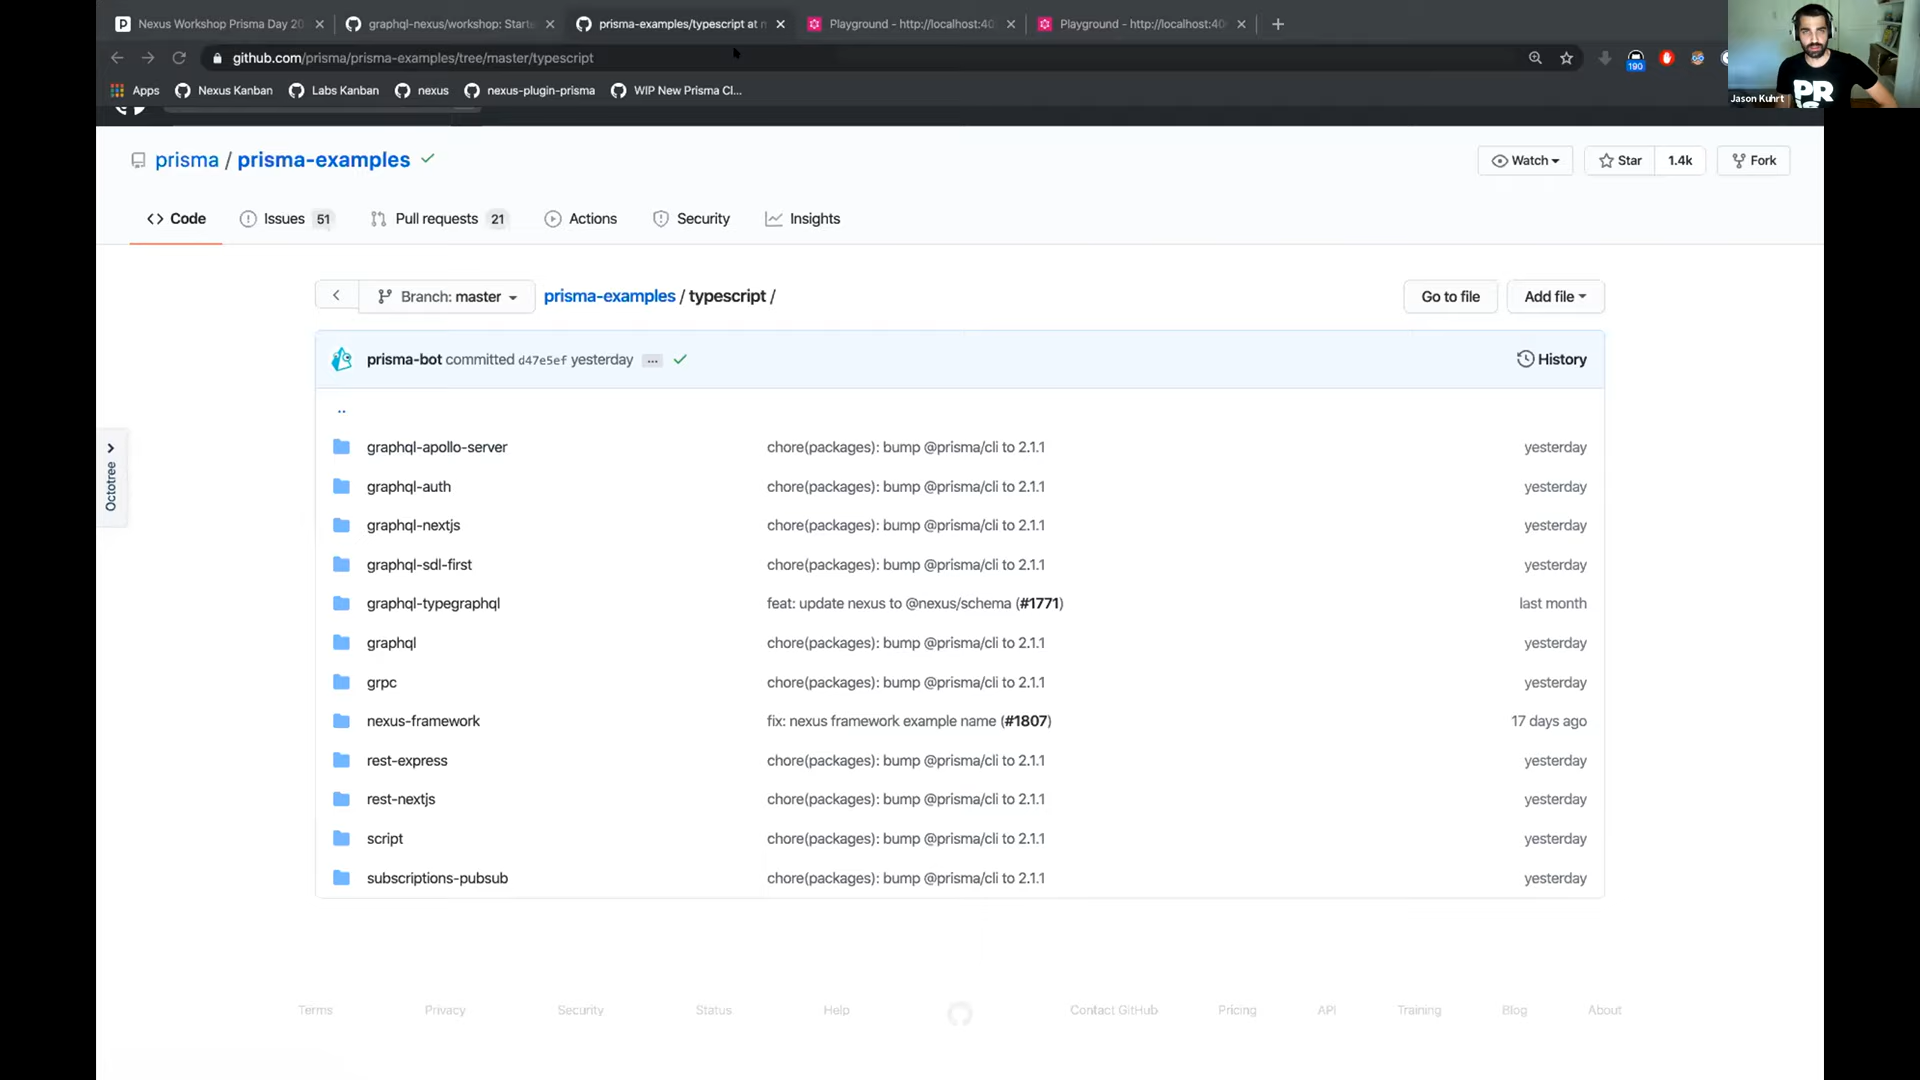 Nexus Workshop Prisma Day 20
graphql-nexus/workshop: Starte
prisma-examples/typescript at m
Playground - http://localhost:40
Playground - http://localhost:40
github.com/prisma/prisma-examples/tree/master/typescript
190
Apps
Nexus Kanban
Labs Kanban
nexus
nexus-plugin-prisma
WIP New Prisma Cl...
Jason Kuhrt
PR
prisma / prisma-examples
Watch
Star 1.4k
Fork
Code
Issues 51
Pull requests 21
Actions
Security
Insights
Branch: master
prisma-examples / typescript /
Go to file
Add file
prisma-bot committed d47e5ef yesterday ...
History
..
graphql-apollo-server chore(packages): bump @prisma/cli to 2.1.1 yesterday
graphql-auth chore(packages): bump @prisma/cli to 2.1.1 yesterday
graphql-nextjs chore(packages): bump @prisma/cli to 2.1.1 yesterday
graphql-sdl-first chore(packages): bump @prisma/cli to 2.1.1 yesterday
graphql-typegraphql feat: update nexus to @nexus/schema (#1771) last month
graphql chore(packages): bump @prisma/cli to 2.1.1 yesterday
grpc chore(packages): bump @prisma/cli to 2.1.1 yesterday
nexus-framework fix: nexus framework example name (#1807) 17 days ago
rest-express chore(packages): bump @prisma/cli to 2.1.1 yesterday
rest-nextjs chore(packages): bump @prisma/cli to 2.1.1 yesterday
script chore(packages): bump @prisma/cli to 2.1.1 yesterday
subscriptions-pubsub chore(packages): bump @prisma/cli to 2.1.1 yesterday
Octotree
Terms Privacy Security Status Help Contact GitHub Pricing API Training Blog About